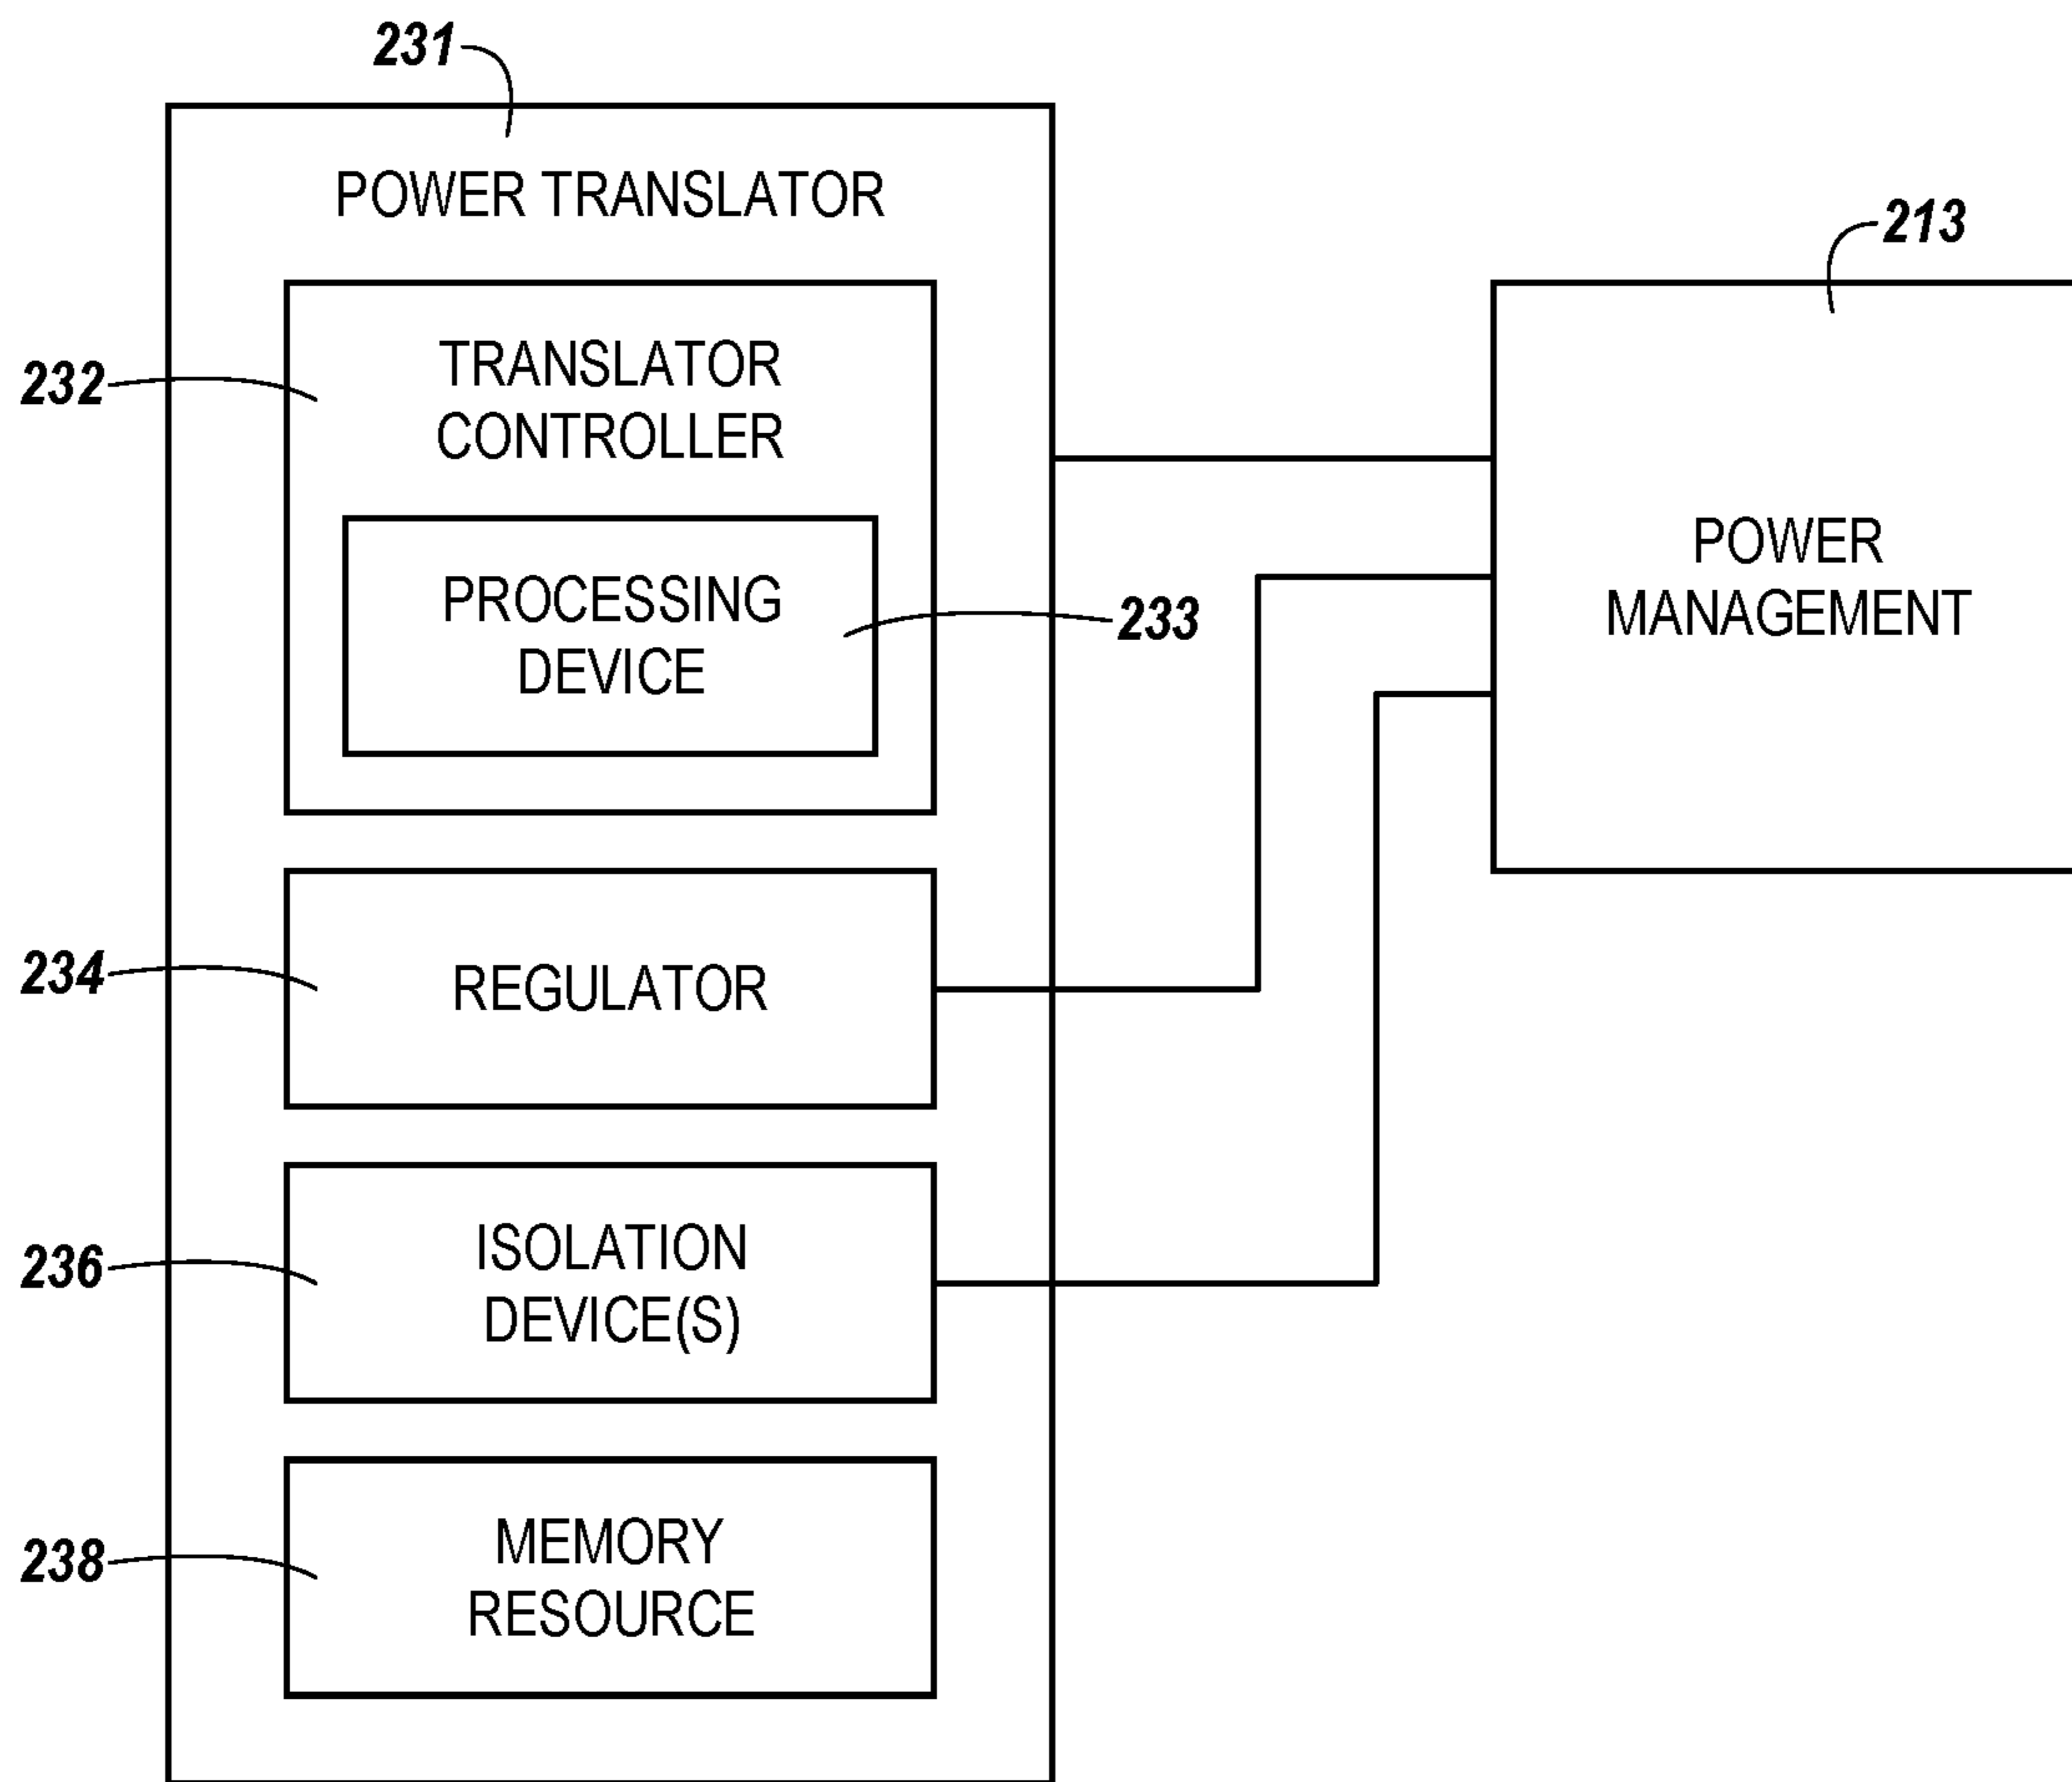 231
POWER TRANSLATOR
213
232
TRANSLATOR
CONTROLLER
PROCESSING
DEVICE
233
POWER
MANAGEMENT
234
REGULATOR
236
ISOLATION
DEVICE(S)
238
MEMORY
RESOURCE